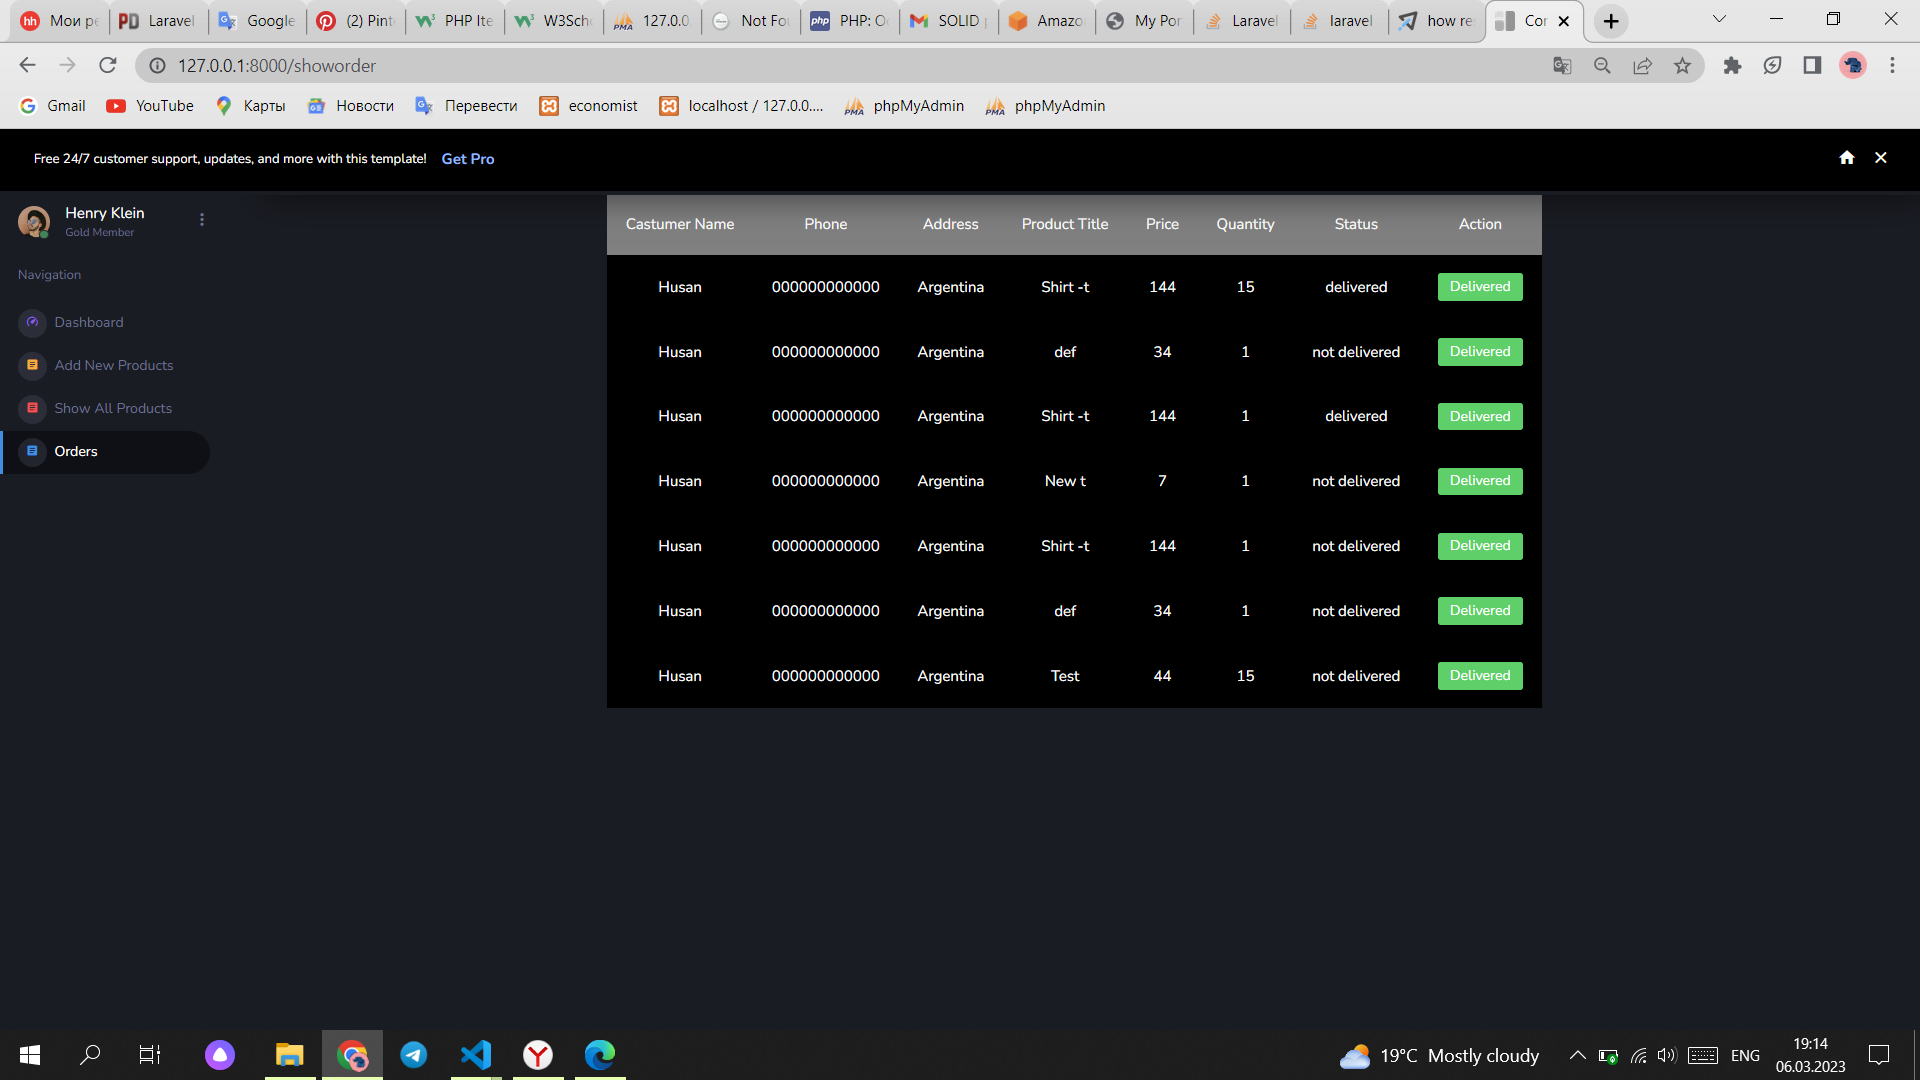 Мои ре Laravel Google (2) Pint PHP Ite W3Sch 127.0.0 Not Fou PHP: Oc SOLID p Amazo My Por Laravel laravel how re Cor
127.0.0.1:8000/showorder
Gmail YouTube Карты Новости Перевести economist localhost / 127.0.0.... phpMyAdmin phpMyAdmin
Free 24/7 customer support, updates, and more with this template! Get Pro
Henry Klein
Gold Member
Navigation
Dashboard
Add New Products
Show All Products
Orders
Castumer Name Phone Address Product Title Price Quantity Status Action
Husan 000000000000 Argentina Shirt -t 144 15 delivered Delivered
Husan 000000000000 Argentina def 34 1 not delivered Delivered
Husan 000000000000 Argentina Shirt -t 144 1 delivered Delivered
Husan 000000000000 Argentina New t 7 1 not delivered Delivered
Husan 000000000000 Argentina Shirt -t 144 1 not delivered Delivered
Husan 000000000000 Argentina def 34 1 not delivered Delivered
Husan 000000000000 Argentina Test 44 15 not delivered Delivered
19°C Mostly cloudy ENG
19:14
06.03.2023